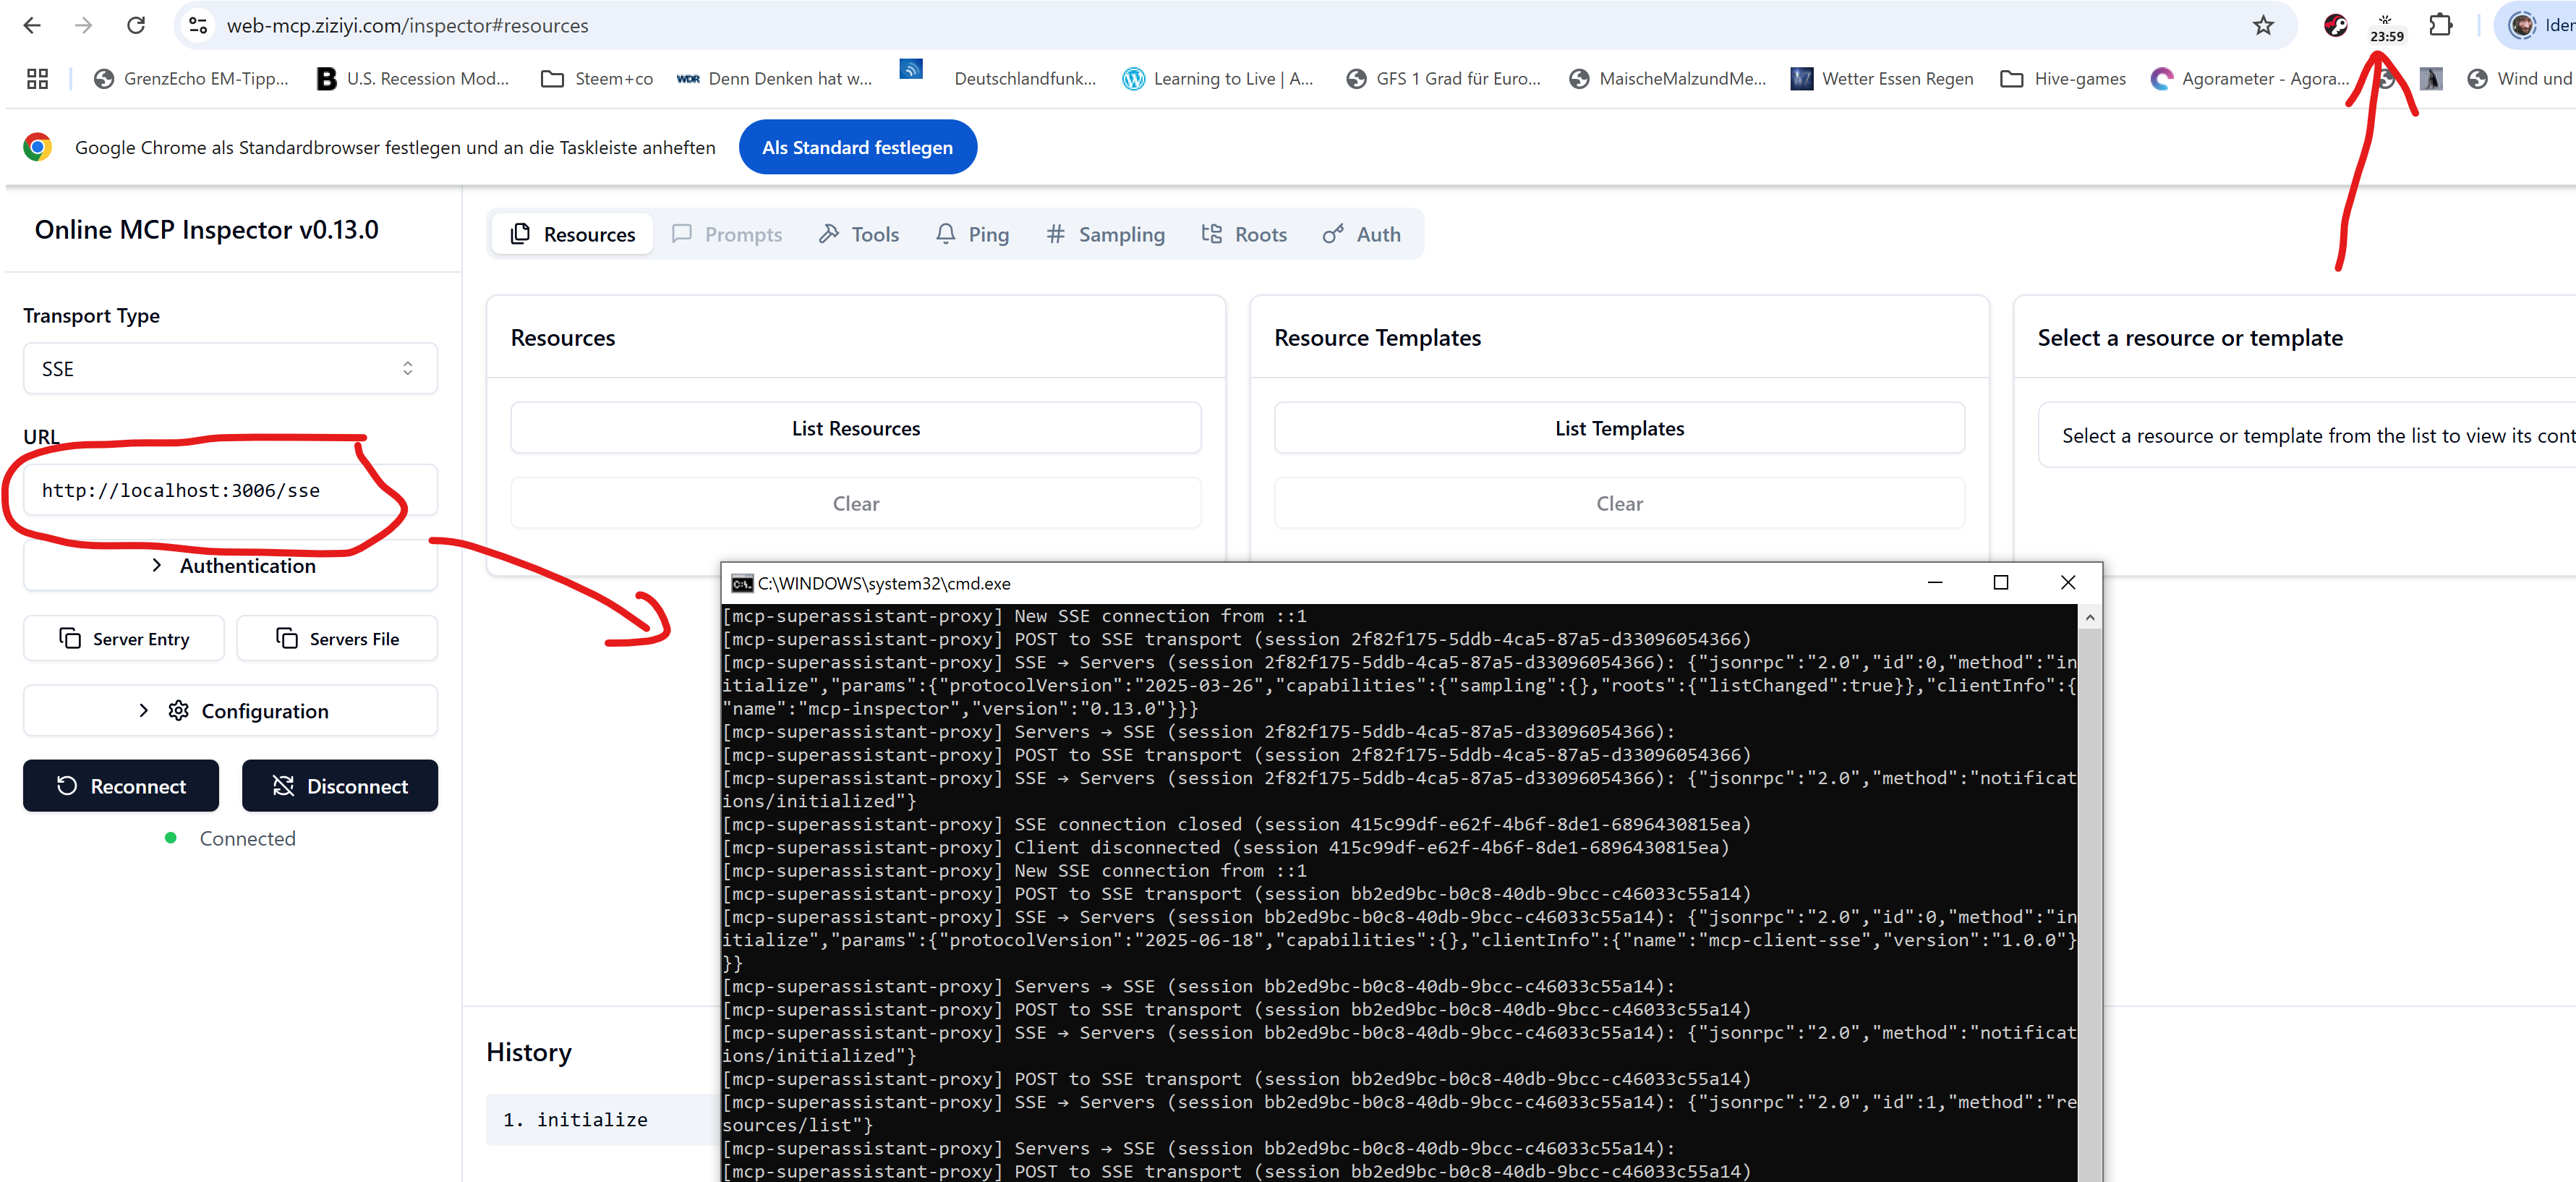 web-mcp.ziziyi.com/inspector#resources
23:59
Iden
GrenzEcho EM-Tipp...
B U.S. Recession Mod...
Steem+co
WDR Denn Denken hat w...
Deutschlandfunk...
Learning to Live | A...
GFS 1 Grad für Euro...
MaischeMalzundMe...
Wetter Essen Regen
Hive-games
Agorameter - Agora...
Wind und
Google Chrome als Standardbrowser festlegen und an die Taskleiste anheften
Als Standard festlegen
Online MCP Inspector v0.13.0
Resources
Prompts
Tools
Ping
Sampling
Roots
Auth
Transport Type
SSE
URL
http://localhost:3006/sse
Authentication
Server Entry
Servers File
Configuration
Reconnect
Disconnect
Connected
Resources
List Resources
Clear
Resource Templates
List Templates
Clear
Select a resource or template
Select a resource or template from the list to view its cont
C:\WINDOWS\system32\cmd.exe
[mcp-superassistant-proxy] New SSE connection from ::1
[mcp-superassistant-proxy] POST to SSE transport (session 2f82f175-5ddb-4ca5-87a5-d33096054366)
[mcp-superassistant-proxy] SSE → Servers (session 2f82f175-5ddb-4ca5-87a5-d33096054366): {"jsonrpc":"2.0","id":0,"method":"in
itialize","params":{"protocolVersion":"2025-03-26","capabilities":{"sampling":{},"roots":{"listChanged":true}},"clientInfo":{
"name":"mcp-inspector","version":"0.13.0"}}}
[mcp-superassistant-proxy] Servers → SSE (session 2f82f175-5ddb-4ca5-87a5-d33096054366):
[mcp-superassistant-proxy] POST to SSE transport (session 2f82f175-5ddb-4ca5-87a5-d33096054366)
[mcp-superassistant-proxy] SSE → Servers (session 2f82f175-5ddb-4ca5-87a5-d33096054366): {"jsonrpc":"2.0","method":"notificat
ions/initialized"}
[mcp-superassistant-proxy] SSE connection closed (session 415c99df-e62f-4b6f-8de1-6896430815ea)
[mcp-superassistant-proxy] Client disconnected (session 415c99df-e62f-4b6f-8de1-6896430815ea)
[mcp-superassistant-proxy] New SSE connection from ::1
[mcp-superassistant-proxy] POST to SSE transport (session bb2ed9bc-b0c8-40db-9bcc-c46033c55a14)
[mcp-superassistant-proxy] SSE → Servers (session bb2ed9bc-b0c8-40db-9bcc-c46033c55a14): {"jsonrpc":"2.0","id":0,"method":"in
itialize","params":{"protocolVersion":"2025-06-18","capabilities":{},"clientInfo":{"name":"mcp-client-sse","version":"1.0.0"}
}}
[mcp-superassistant-proxy] Servers → SSE (session bb2ed9bc-b0c8-40db-9bcc-c46033c55a14):
[mcp-superassistant-proxy] POST to SSE transport (session bb2ed9bc-b0c8-40db-9bcc-c46033c55a14)
[mcp-superassistant-proxy] SSE → Servers (session bb2ed9bc-b0c8-40db-9bcc-c46033c55a14): {"jsonrpc":"2.0","method":"notificat
ions/initialized"}
[mcp-superassistant-proxy] POST to SSE transport (session bb2ed9bc-b0c8-40db-9bcc-c46033c55a14)
[mcp-superassistant-proxy] SSE → Servers (session bb2ed9bc-b0c8-40db-9bcc-c46033c55a14): {"jsonrpc":"2.0","id":1,"method":"re
sources/list"}
[mcp-superassistant-proxy] Servers → SSE (session bb2ed9bc-b0c8-40db-9bcc-c46033c55a14):
[mcp-superassistant-proxy] POST to SSE transport (session bb2ed9bc-b0c8-40db-9bcc-c46033c55a14)
History
1. initialize